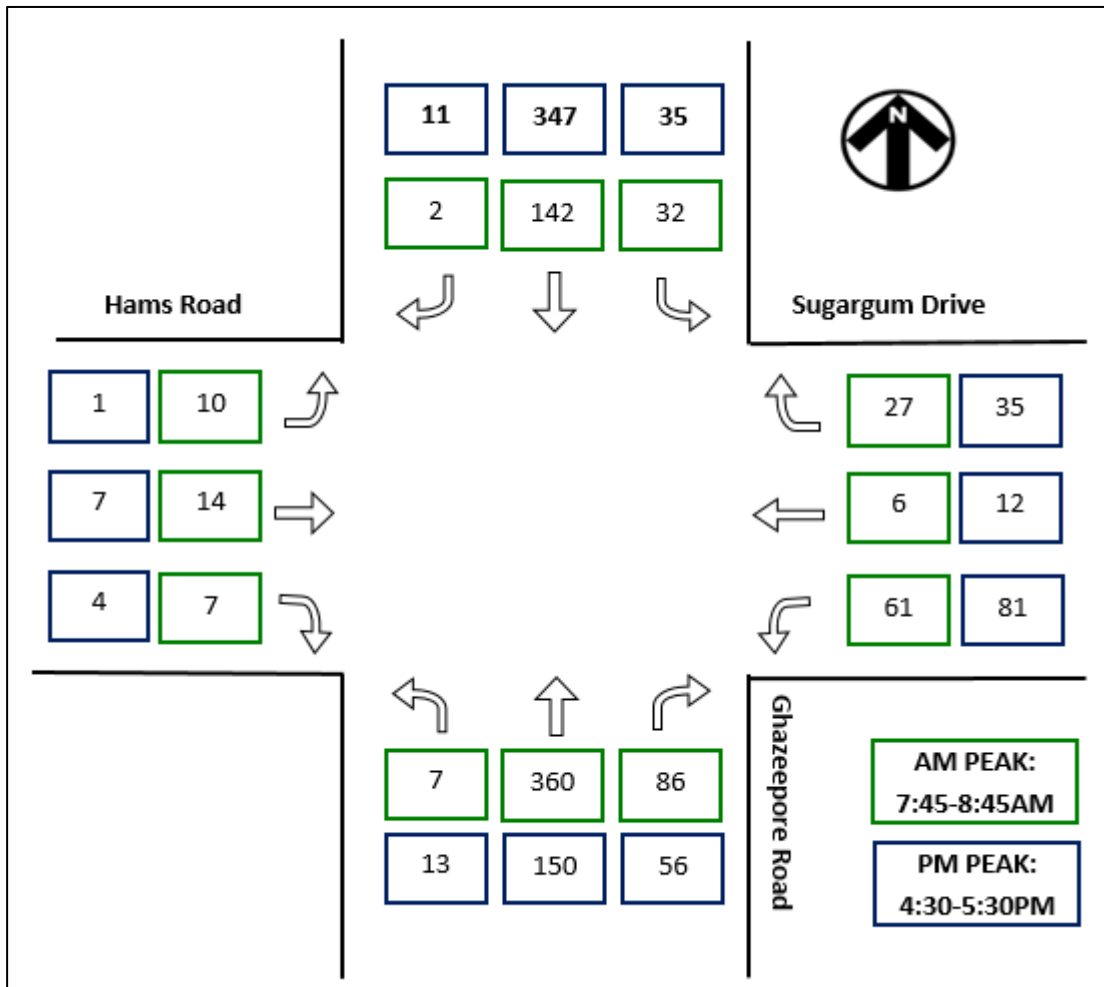 11 347 35
N
2 142 32
Hams Road
Sugargum Drive
1 10
27 35
7 14
6 12
4 7
61 81
7 360 86
13 150 56
Ghazeepore Road
AM PEAK:
7:45-8:45AM
PM PEAK:
4:30-5:30PM